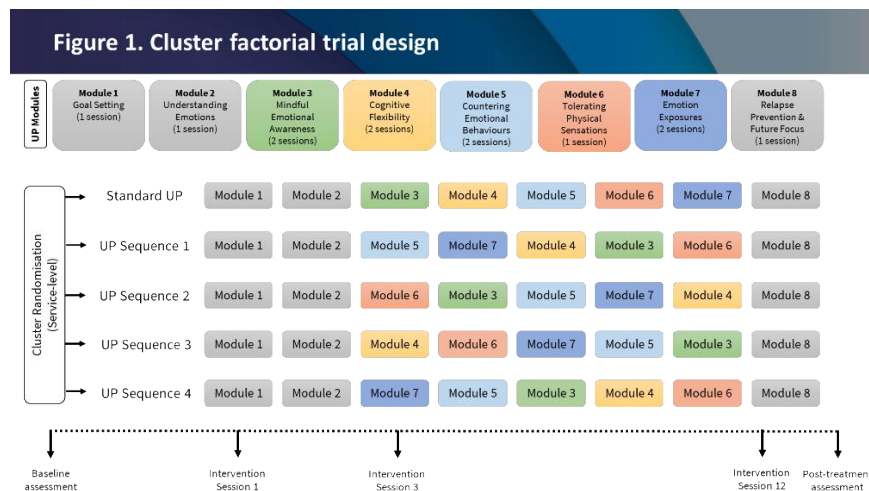 Figure 1. Cluster factorial trial design
UP Modules
Module 1
Goal Setting
(1 session)
Module 2
Understanding
Emotions
(1 session)
Module 3
Mindful
Emotional
Awareness
(2 sessions)
Module 4
Cognitive
Flexibility
(2 sessions)
Module 5
Countering
Emotional
Behaviours
(2 sessions)
Module 6
Tolerating
Physical
Sensations
(1 session)
Module 7
Emotion
Exposures
(2 sessions)
Module 8
Relapse
Prevention &
Future Focus
(1 session)
Cluster Randomisation
(Service-level)
Standard UP Module 1 Module 2 Module 3 Module 4 Module 5 Module 6 Module 7 Module 8
UP Sequence 1 Module 1 Module 2 Module 5 Module 7 Module 4 Module 3 Module 6 Module 8
UP Sequence 2 Module 1 Module 2 Module 6 Module 3 Module 5 Module 7 Module 4 Module 8
UP Sequence 3 Module 1 Module 2 Module 4 Module 6 Module 7 Module 5 Module 3 Module 8
UP Sequence 4 Module 1 Module 2 Module 7 Module 5 Module 3 Module 4 Module 6 Module 8
Baseline
assessment
Intervention
Session 1
Intervention
Session 3
Intervention
Session 12
Post-treatmen
assessment